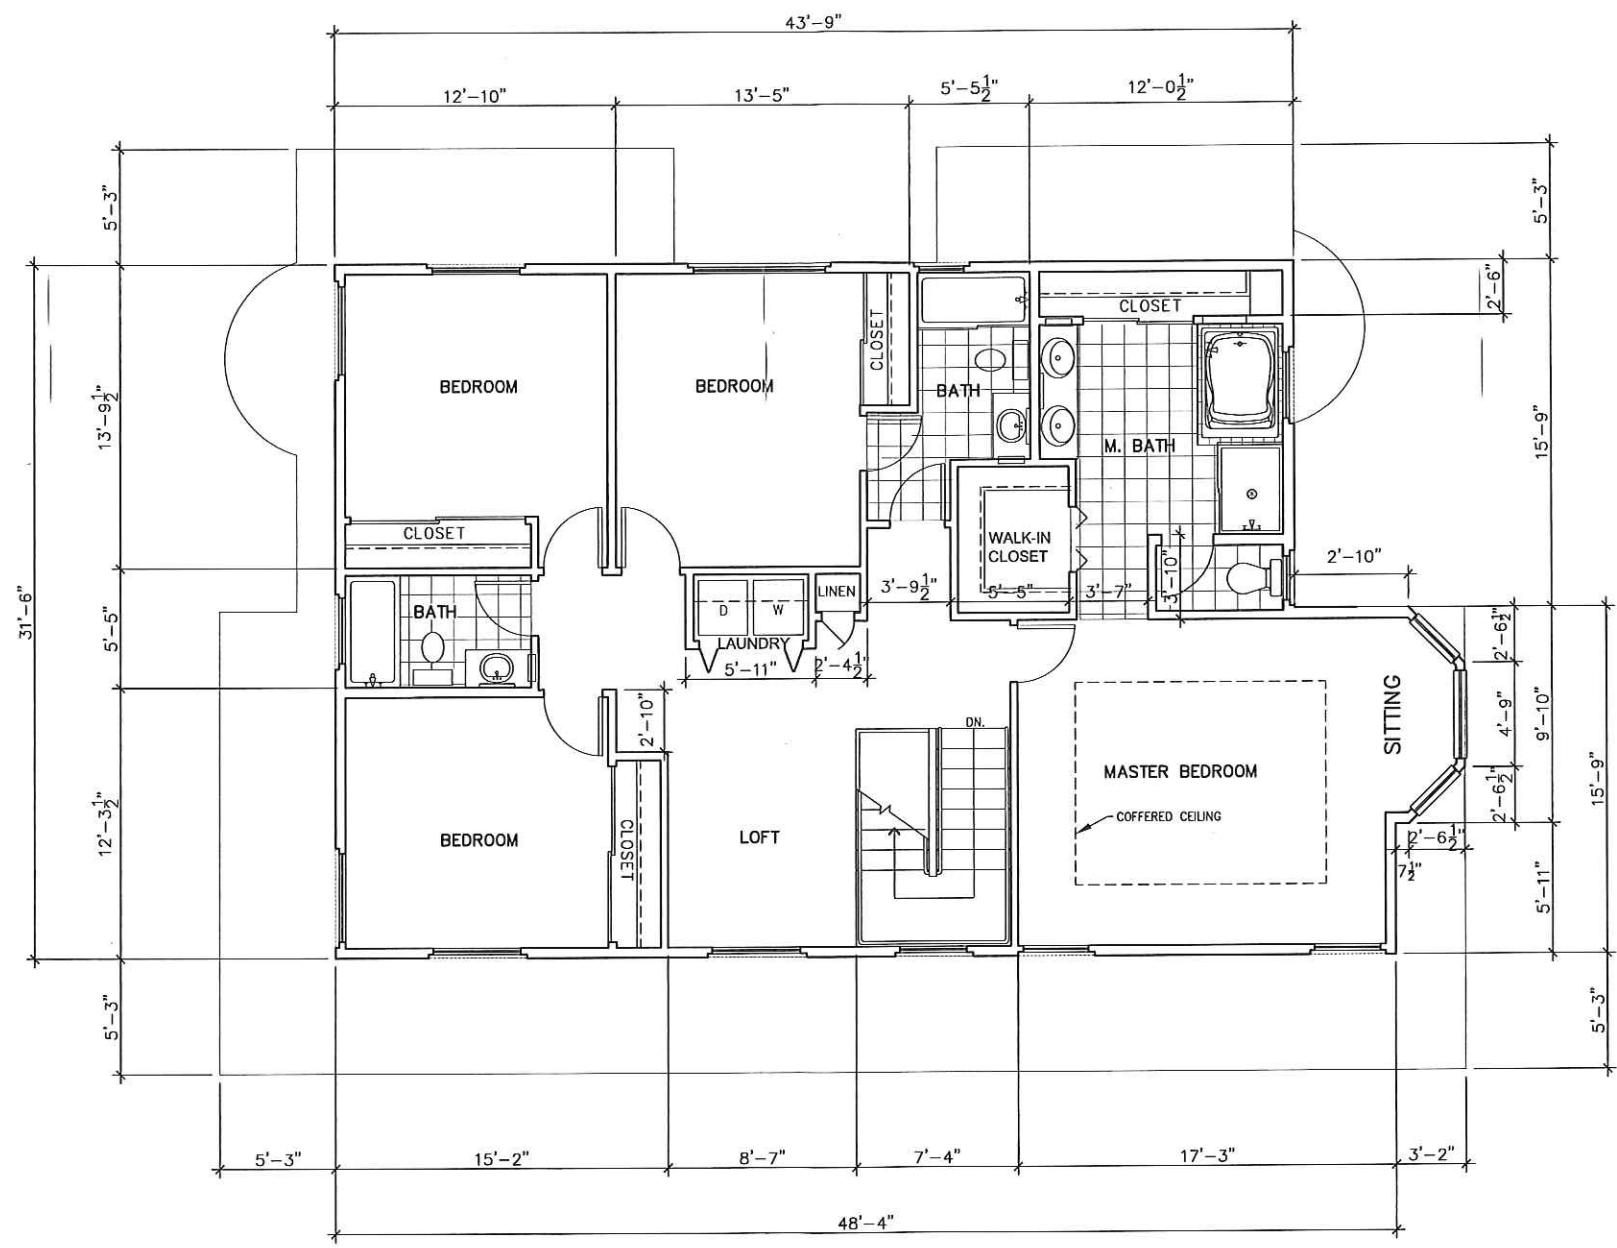 43'-9"
12'-10"
13'-5"
5'-5 1/2"
12'-0 1/2"
5'-3"
5'-3"
2'-6"
CLOSET
CLOSET
BEDROOM
BEDROOM
BATH
13'-9 1/2"
M. BATH
15'-9"
CLOSET
WALK-IN
CLOSET
2'-10"
3'-10"
31'-6"
5'-5"
BATH
D
W
LINEN
3'-9 1/2"
5'-5"
3'-7"
LAUNDRY
5'-11"
2'-4 1/2"
2'-6 1/2"
2'-10"
DN.
SITTING
4'-9"
9'-10"
MASTER BEDROOM
COFFERED CEILING
2'-6 1/2"
15'-9"
12'-3 1/2"
BEDROOM
CLOSET
LOFT
2'-6 1/2"
7 1/2"
5'-11"
5'-3"
5'-3"
5'-3"
15'-2"
8'-7"
7'-4"
17'-3"
3'-2"
48'-4"